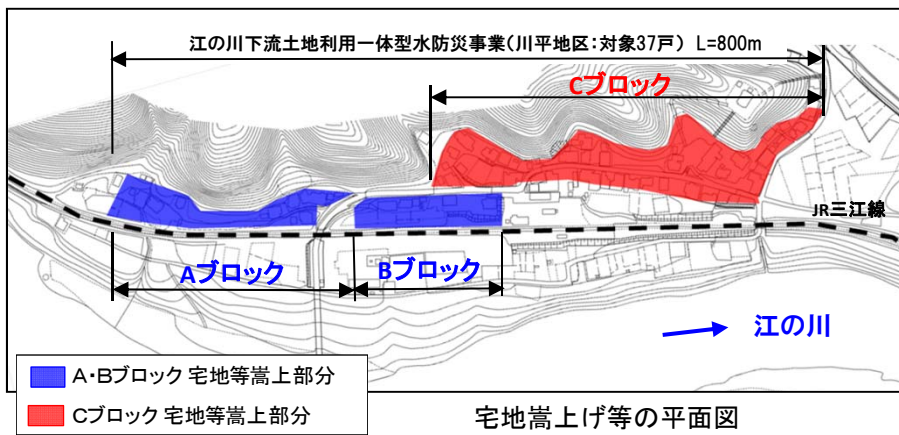 江の川下流土地利用一体型水防災事業(川平地区:対象37戸) L=800m
Cブロック
JR三江線
Aブロック
Bブロック
江の川
A・Bブロック 宅地等嵩上部分
Cブロック 宅地等嵩上部分
宅地嵩上げ等の平面図